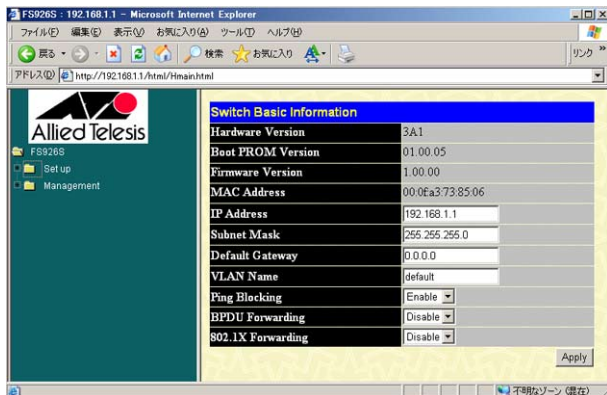 FS926S : 192.168.1.1 - Microsoft Internet Explorer
ファイル(F) 編集(E) 表示(V) お気に入り(A) ツール(T) ヘルプ(H)
戻る 検索 お気に入り リンク »
アドレス(D) http://192.168.1.1/html/Hmain.html
Allied Telesis
FS926S
Set up
Management
Switch Basic Information
Hardware Version 3A1
Boot PROM Version 01.00.05
Firmware Version 1.00.00
MAC Address 00:0f:a3:73:85:06
IP Address 192.168.1.1
Subnet Mask 255.255.255.0
Default Gateway 0.0.0.0
VLAN Name default
Ping Blocking Enable
BPDU Forwarding Disable
802.1X Forwarding Disable
Apply
不明なゾーン (混在)